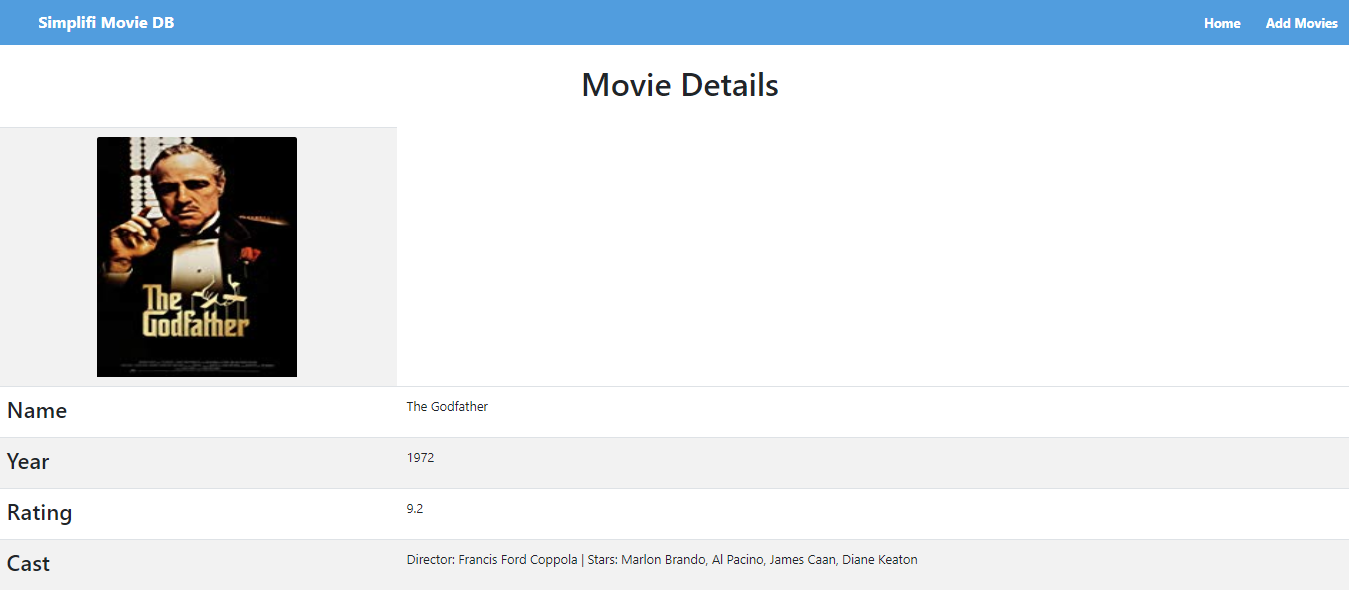 Simplifi Movie DB Home Add Movies
Movie Details
The
Godfather
Name The Godfather
Year 1972
Rating 9.2
Cast Director: Francis Ford Coppola | Stars: Marlon Brando, Al Pacino, James Caan, Diane Keaton